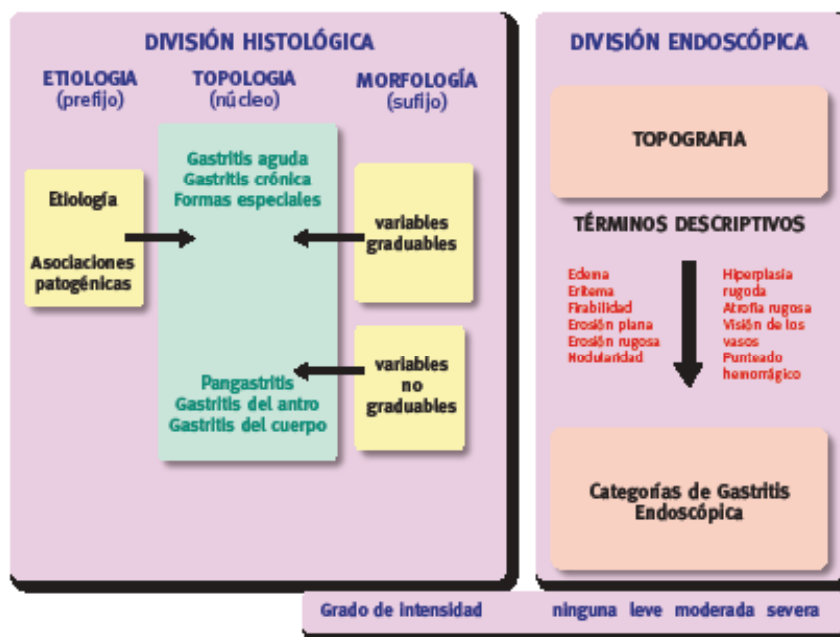 DIVISIÓN HISTOLÓGICA
ETIOLOGIA
(prefijo)
TOPOLOGIA
(núcleo)
MORFOLOGÍA
(sufijo)
Etiología
Asociaciones
patogénicas
Gastritis aguda
Gastritis crónica
Formas especiales
Pangastritis
Gastritis del antro
Gastritis del cuerpo
variables
graduables
variables
no
graduables
DIVISIÓN ENDOSCÓPICA
TOPOGRAFIA
TÉRMINOS DESCRIPTIVOS
Edema
Eritema
Firabilidad
Erosión plana
Erosión rugosa
Nodularidad
Hiperplasia
rugoda
Atrofia rugosa
Visión de los
vasos
Punteado
hemorrágico
Categorías de Gastritis
Endoscópica
Grado de intensidad ninguna leve moderada severa